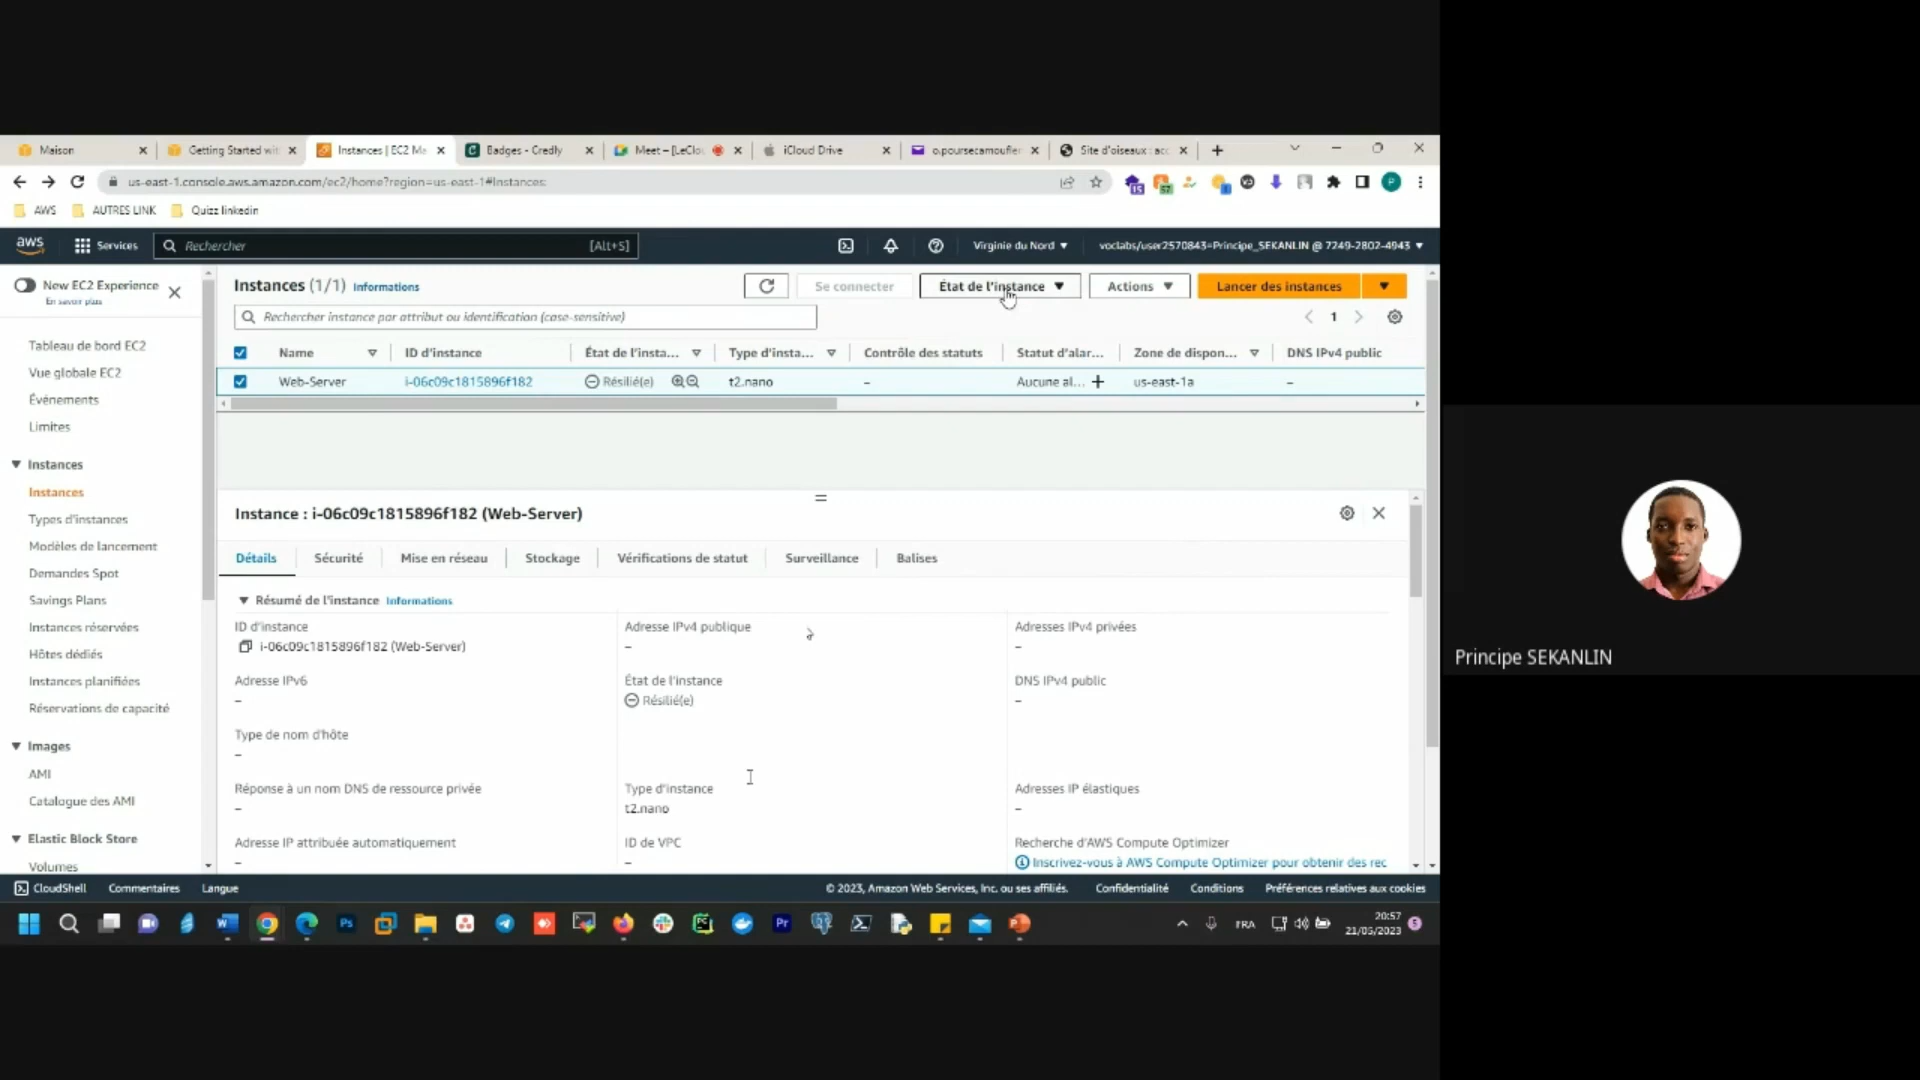 Maison
Getting Started wit
Instances | EC2 Ma
Badges - Credly
Meet – [LeClou
iCloud Drive
o.poursecamoufler
Site d'oiseaux : acc
us-east-1.console.aws.amazon.com/ec2/home?region=us-east-1#Instances:
15
57
P
AWS
AUTRES LINK
Quizz linkedin
aws
Services
Rechercher
[Alt+S]
Virginie du Nord
voclabs/user2570843=Principe_SEKANLIN @ 7249-2802-4943
New EC2 Experience
En savoir plus
Tableau de bord EC2
Vue globale EC2
Événements
Limites
Instances
Instances
Types d'instances
Modèles de lancement
Demandes Spot
Savings Plans
Instances réservées
Hôtes dédiés
Instances planifiées
Réservations de capacité
Images
AMI
Catalogue des AMI
Elastic Block Store
Volumes
Instances (1/1) Informations
Se connecter
État de l'instance
Actions
Lancer des instances
Rechercher instance par attribut ou identification (case-sensitive)
1
Name
ID d'instance
État de l'insta...
Type d'insta...
Contrôle des statuts
Statut d'alar...
Zone de dispon...
DNS IPv4 public
Web-Server
i-06c09c1815896f182
Résilié(e)
t2.nano
–
Aucune al...
us-east-1a
–
Instance : i-06c09c1815896f182 (Web-Server)
Détails
Sécurité
Mise en réseau
Stockage
Vérifications de statut
Surveillance
Balises
Résumé de l'instance Informations
ID d'instance
i-06c09c1815896f182 (Web-Server)
Adresse IPv4 publique
–
Adresses IPv4 privées
–
Adresse IPv6
–
État de l'instance
Résilié(e)
DNS IPv4 public
–
Type de nom d'hôte
–
Réponse à un nom DNS de ressource privée
–
Type d'instance
t2.nano
Adresses IP élastiques
–
Adresse IP attribuée automatiquement
–
ID de VPC
–
Recherche d'AWS Compute Optimizer
Inscrivez-vous à AWS Compute Optimizer pour obtenir des rec
CloudShell
Commentaires
Langue
© 2023, Amazon Web Services, Inc. ou ses affiliés.
Confidentialité
Conditions
Préférences relatives aux cookies
FRA
20:57
21/05/2023
5
Principe SEKANLIN